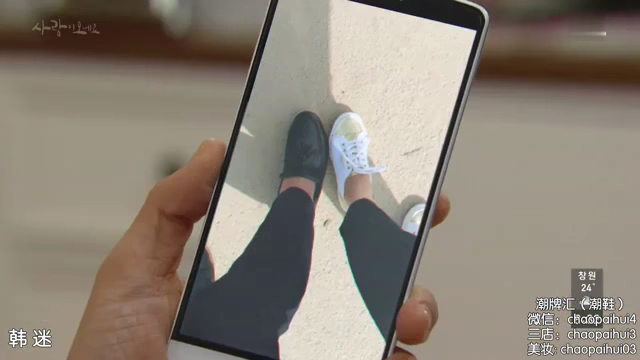 사랑이 오네요
창원
24°
潮牌汇（潮鞋）
微信：chaopaihui4
三店：chaopaihui3
美妆：chaopaihui03
韩迷